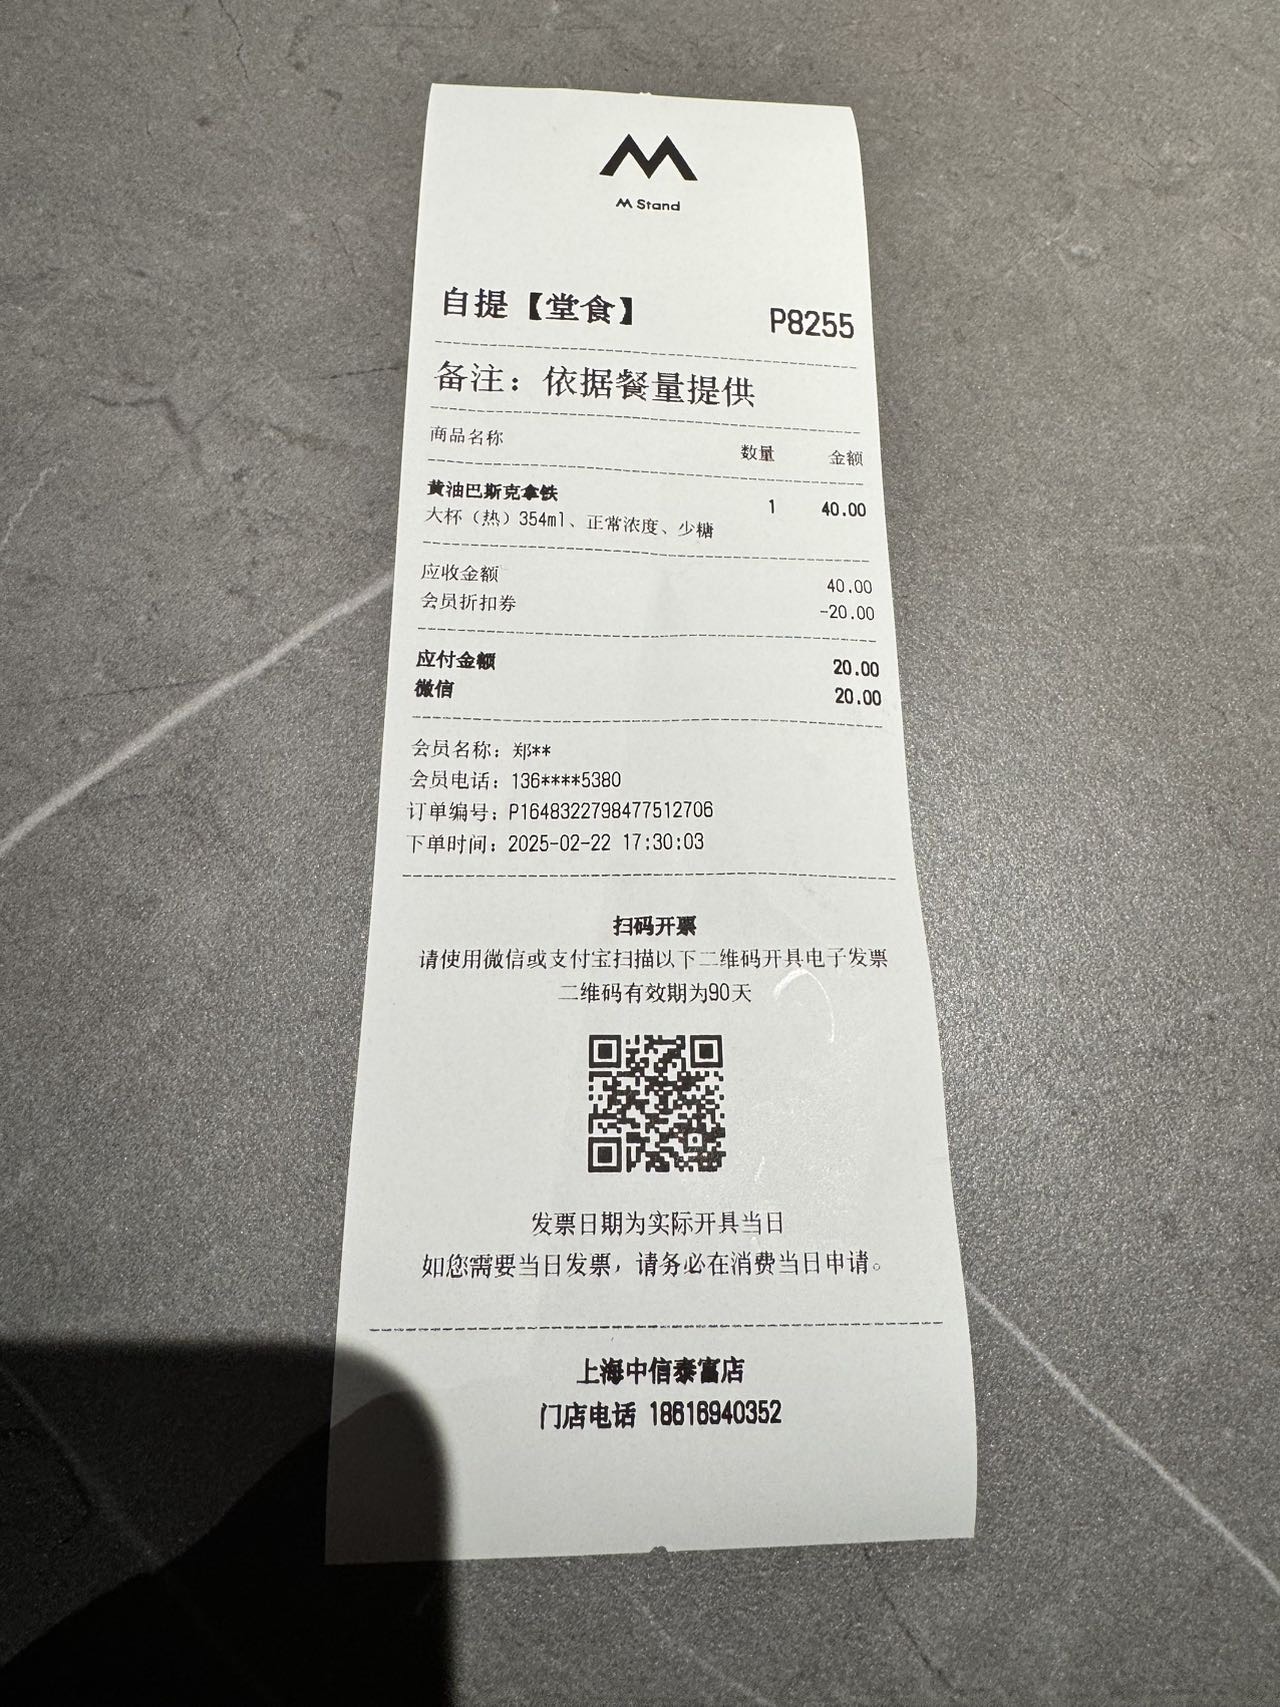 M Stand
自提【堂食】 P8255
备注：依据餐量提供
商品名称 数量 金额
黄油巴斯克拿铁 1 40.00
大杯（热）354ml、正常浓度、少糖
应收金额 40.00
会员折扣券 -20.00
应付金额 20.00
微信 20.00
会员名称：郑**
会员电话：136****5380
订单编号：P1648322798477512706
下单时间：2025-02-22 17:30:03
扫码开票
请使用微信或支付宝扫描以下二维码开具电子发票
二维码有效期为90天
发票日期为实际开具当日
如您需要当日发票，请务必在消费当日申请。
上海中信泰富店
门店电话 18616940352